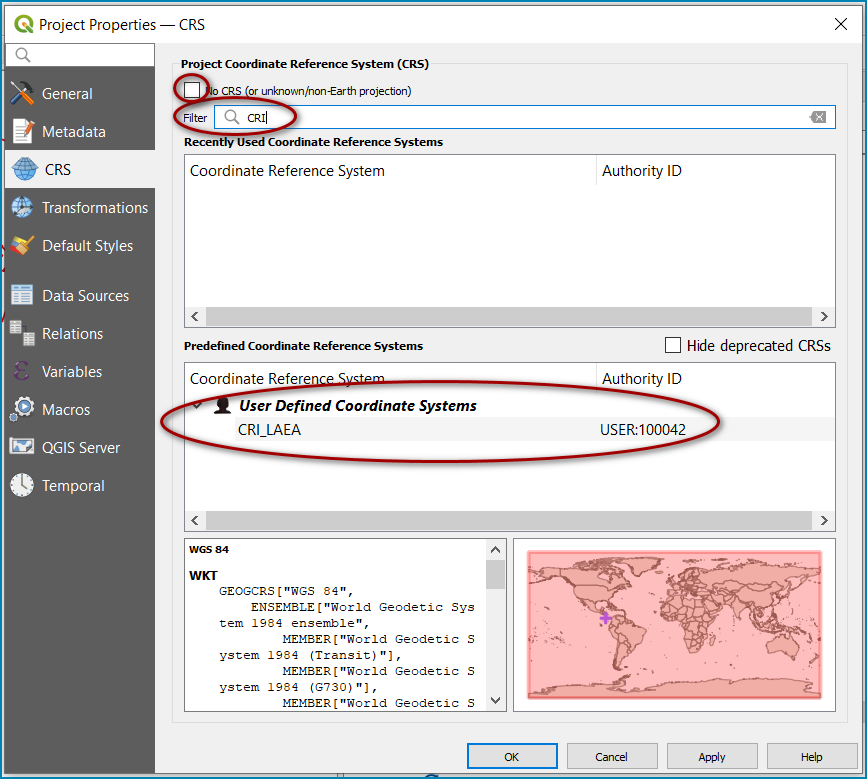 Project Properties — CRS
Project Coordinate Reference System (CRS)
No CRS (or unknown/non-Earth projection)
Filter CRI
General
Metadata
CRS
Transformations
Default Styles
Data Sources
Relations
Variables
Macros
QGIS Server
Temporal
Recently Used Coordinate Reference Systems
Coordinate Reference System Authority ID
Predefined Coordinate Reference Systems Hide deprecated CRSs
Coordinate Reference System Authority ID
User Defined Coordinate Systems
CRI_LAEA USER:100042
WGS 84
WKT
GEOGCRS["WGS 84",
ENSEMBLE["World Geodetic Sys
tem 1984 ensemble",
MEMBER["World Geodetic S
ystem 1984 (Transit)"],
MEMBER["World Geodetic S
ystem 1984 (G730)"],
MEMBER["World Geodetic S
OK Cancel Apply Help